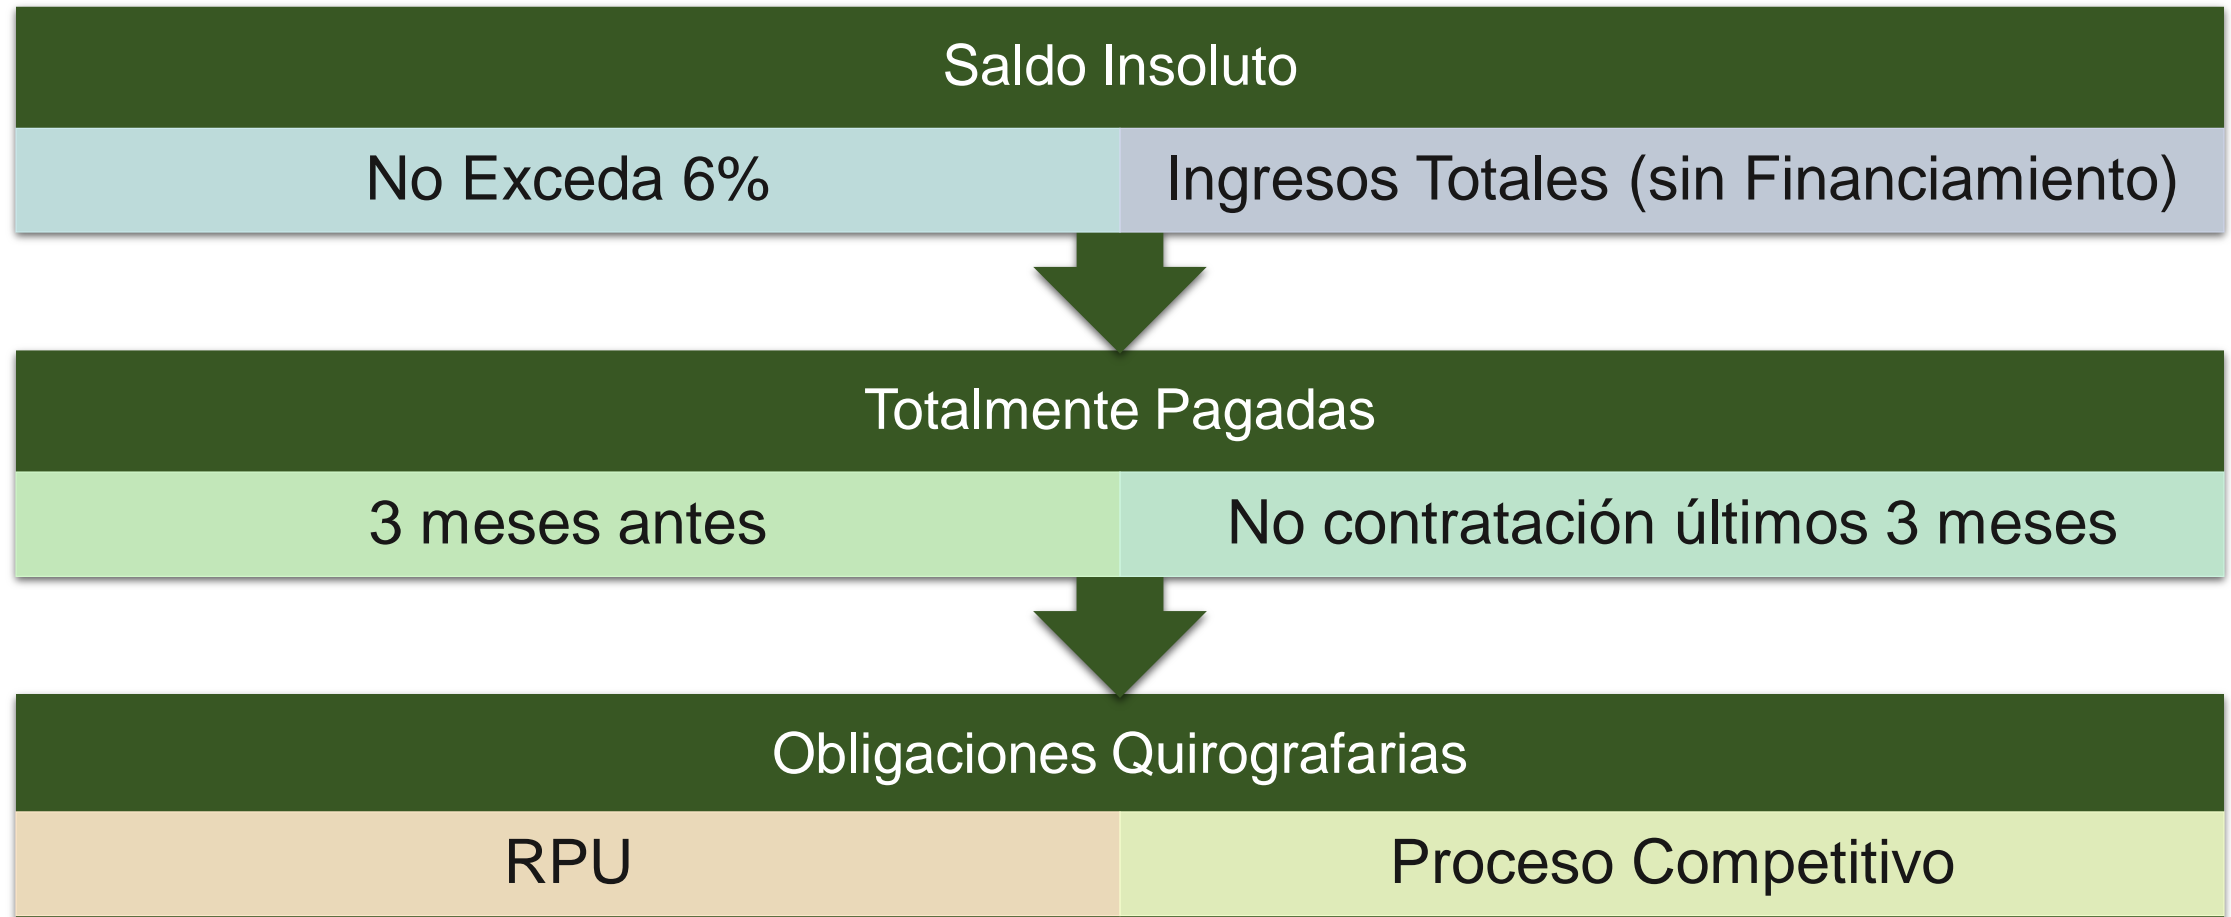 Saldo Insoluto
No Exceda 6%
Ingresos Totales (sin Financiamiento)
Totalmente Pagadas
3 meses antes
No contratación últimos 3 meses
Obligaciones Quirografarias
RPU
Proceso Competitivo